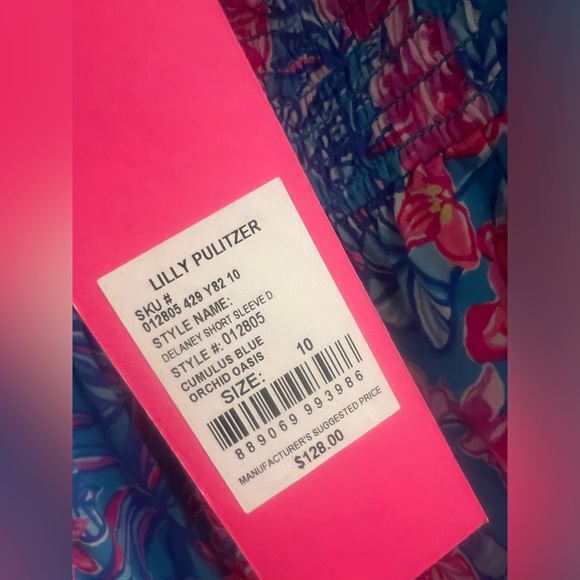 LILLY PULITZER
SKU #
012805 429 Y82 10
STYLE NAME:
DELANEY SHORT SLEEVE D
STYLE #: 012805
CUMULUS BLUE
ORCHID OASIS
SIZE: 10
889069 993986
MANUFACTURER'S SUGGESTED PRICE
$128.00